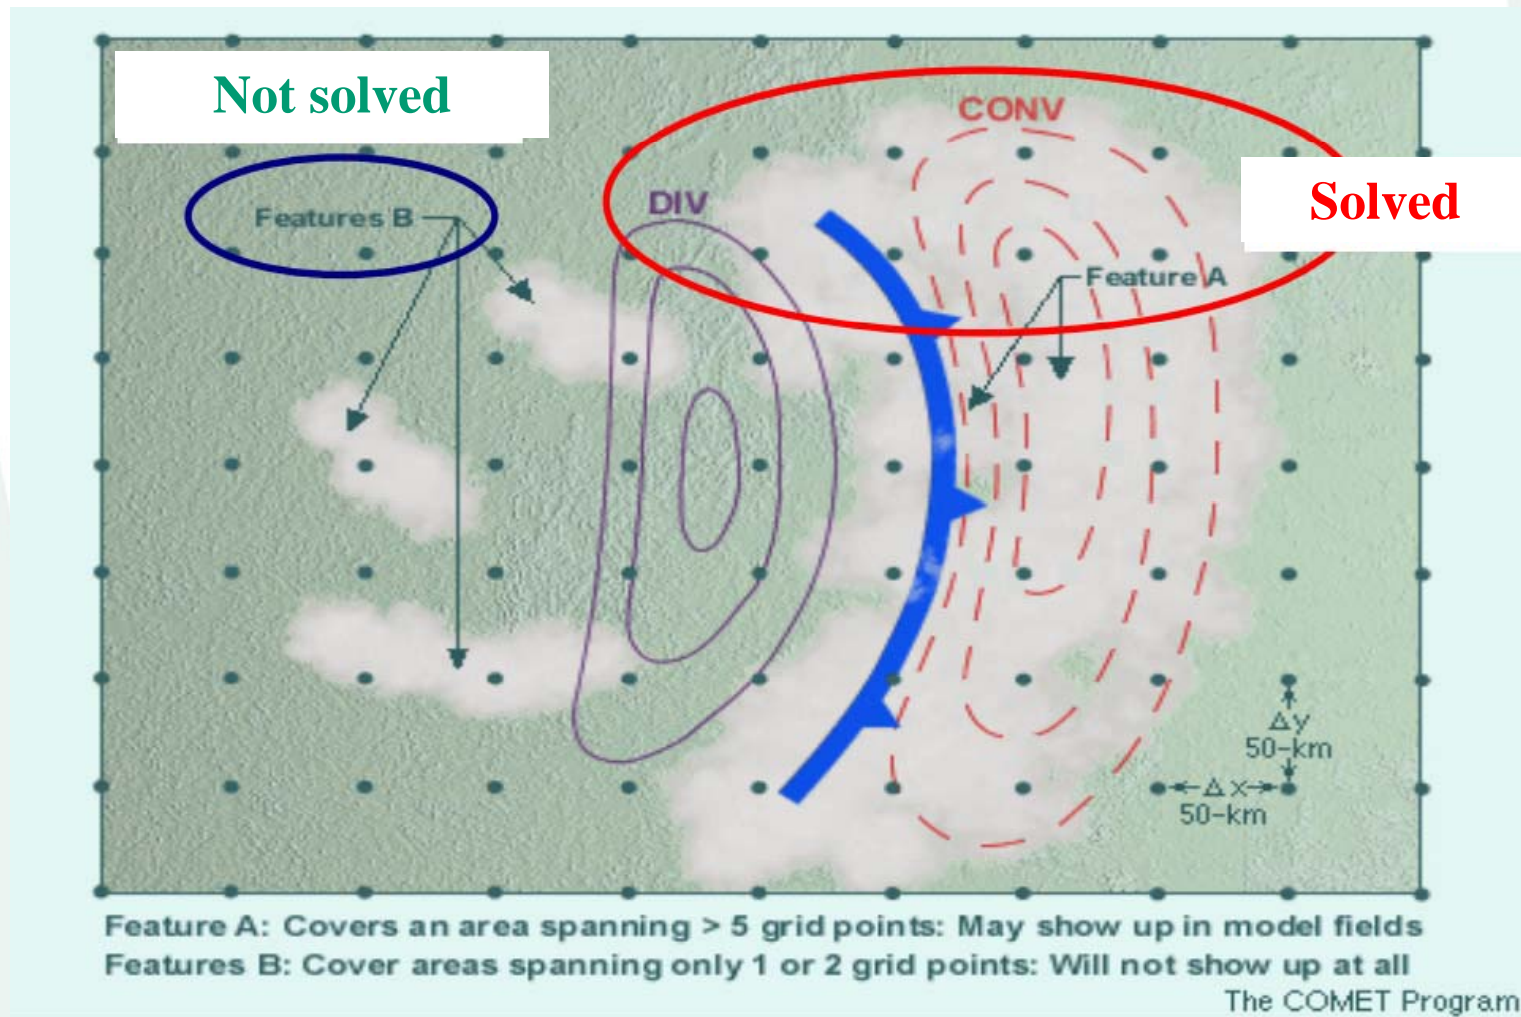 Not solved
CONV
Solved
DIV
Features B
Feature A
Δy
50-km
Δx
50-km
Feature A: Covers an area spanning > 5 grid points: May show up in model fields
Features B: Cover areas spanning only 1 or 2 grid points: Will not show up at all
The COMET Program